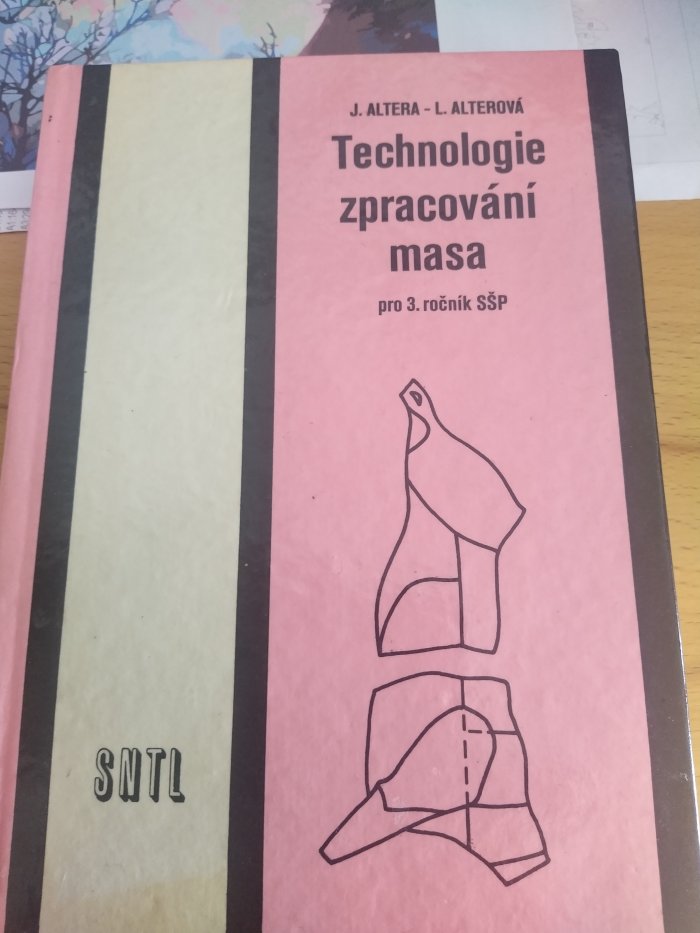 J. ALTERA - L. ALTEROVÁ
Technologie
zpracování
masa
pro 3. ročník SŠP
SNTL